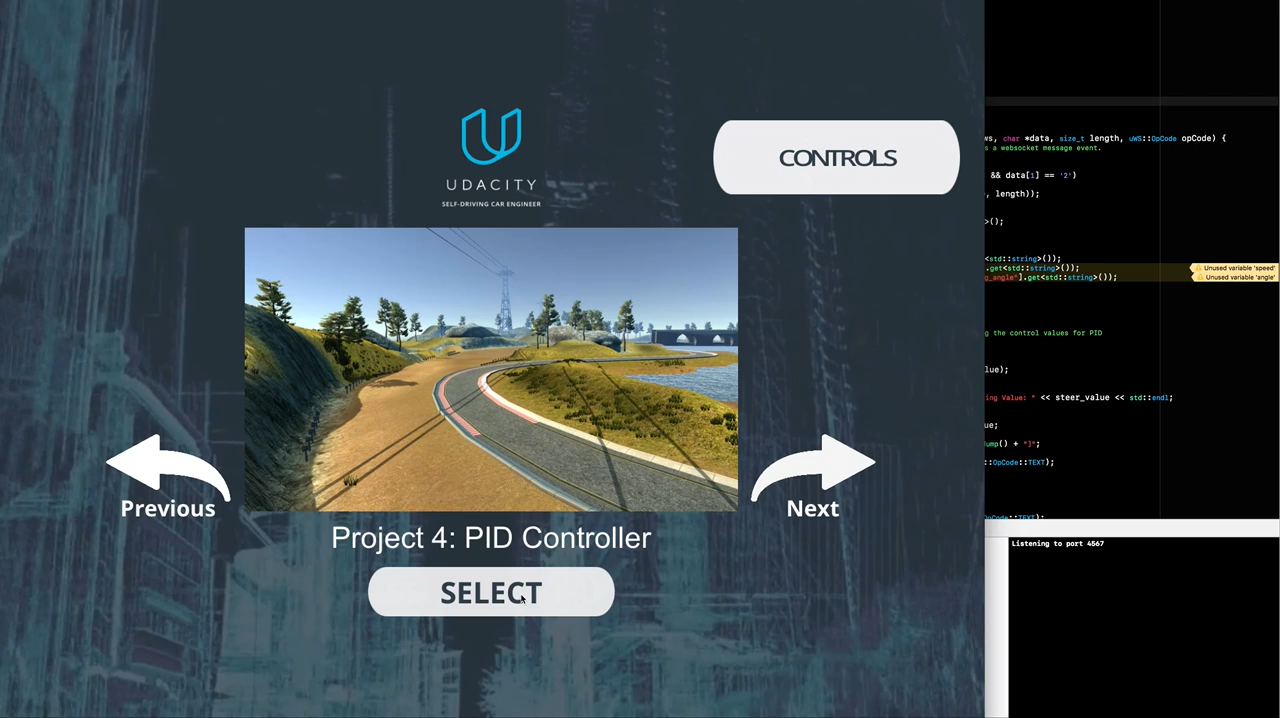 UDACITY
SELF-DRIVING CAR ENGINEER
CONTROLS
Previous
Next
Project 4: PID Controller
SELECT
char *data, size_t length, uWS::OpCode opCode) {
a websocket message event.
&& data[1] == '2')
, length));
>();
<std::string>());
.get<std::string>());
Unused variable 'speed'
g_angle"].get<std::string>());
Unused variable 'angle'
the control values for PID
lue);
ing Value: " << steer_value << std::endl;
ue;
ump() + "]";
::OpCode::TEXT);
OpCode::TEXT);
Listening to port 4567